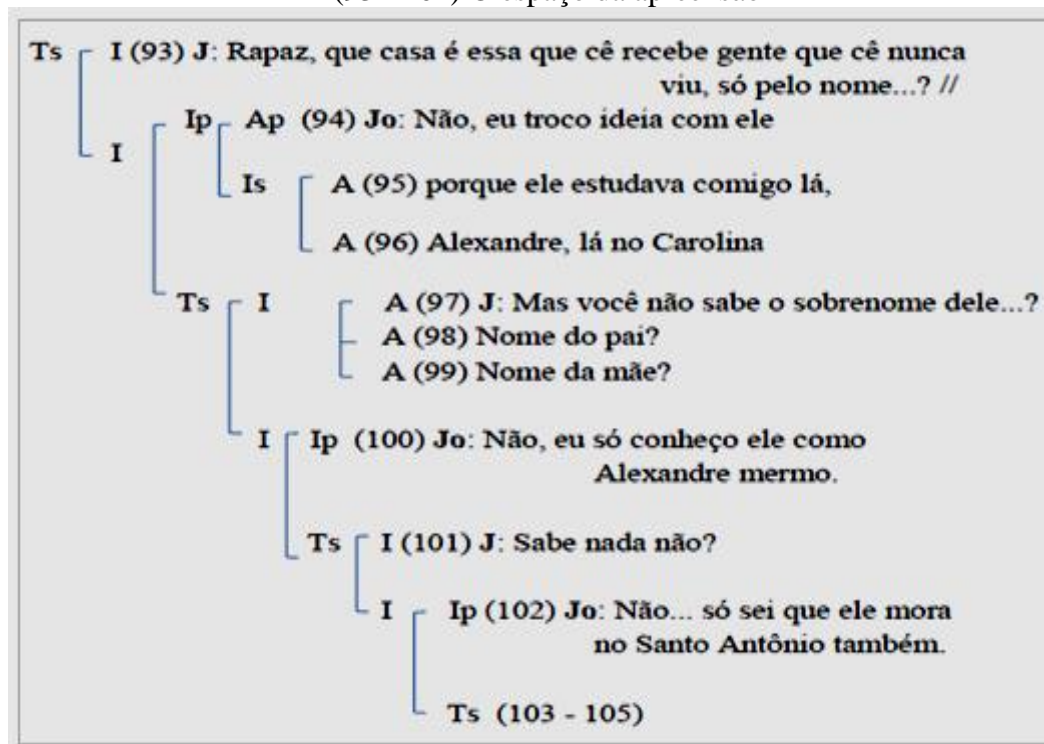 Ts I (93) J: Rapaz, que casa é essa que cê recebe gente que cê nunca
viu, só pelo nome...? //
Ip Ap (94) Jo: Não, eu troco ideia com ele
I
Is A (95) porque ele estudava comigo lá,
A (96) Alexandre, lá no Carolina
Ts I A (97) J: Mas você não sabe o sobrenome dele...?
A (98) Nome do pai?
A (99) Nome da mãe?
I Ip (100) Jo: Não, eu só conheço ele como
Alexandre mermo.
Ts I (101) J: Sabe nada não?
I Ip (102) Jo: Não... só sei que ele mora
no Santo Antônio também.
Ts (103 - 105)